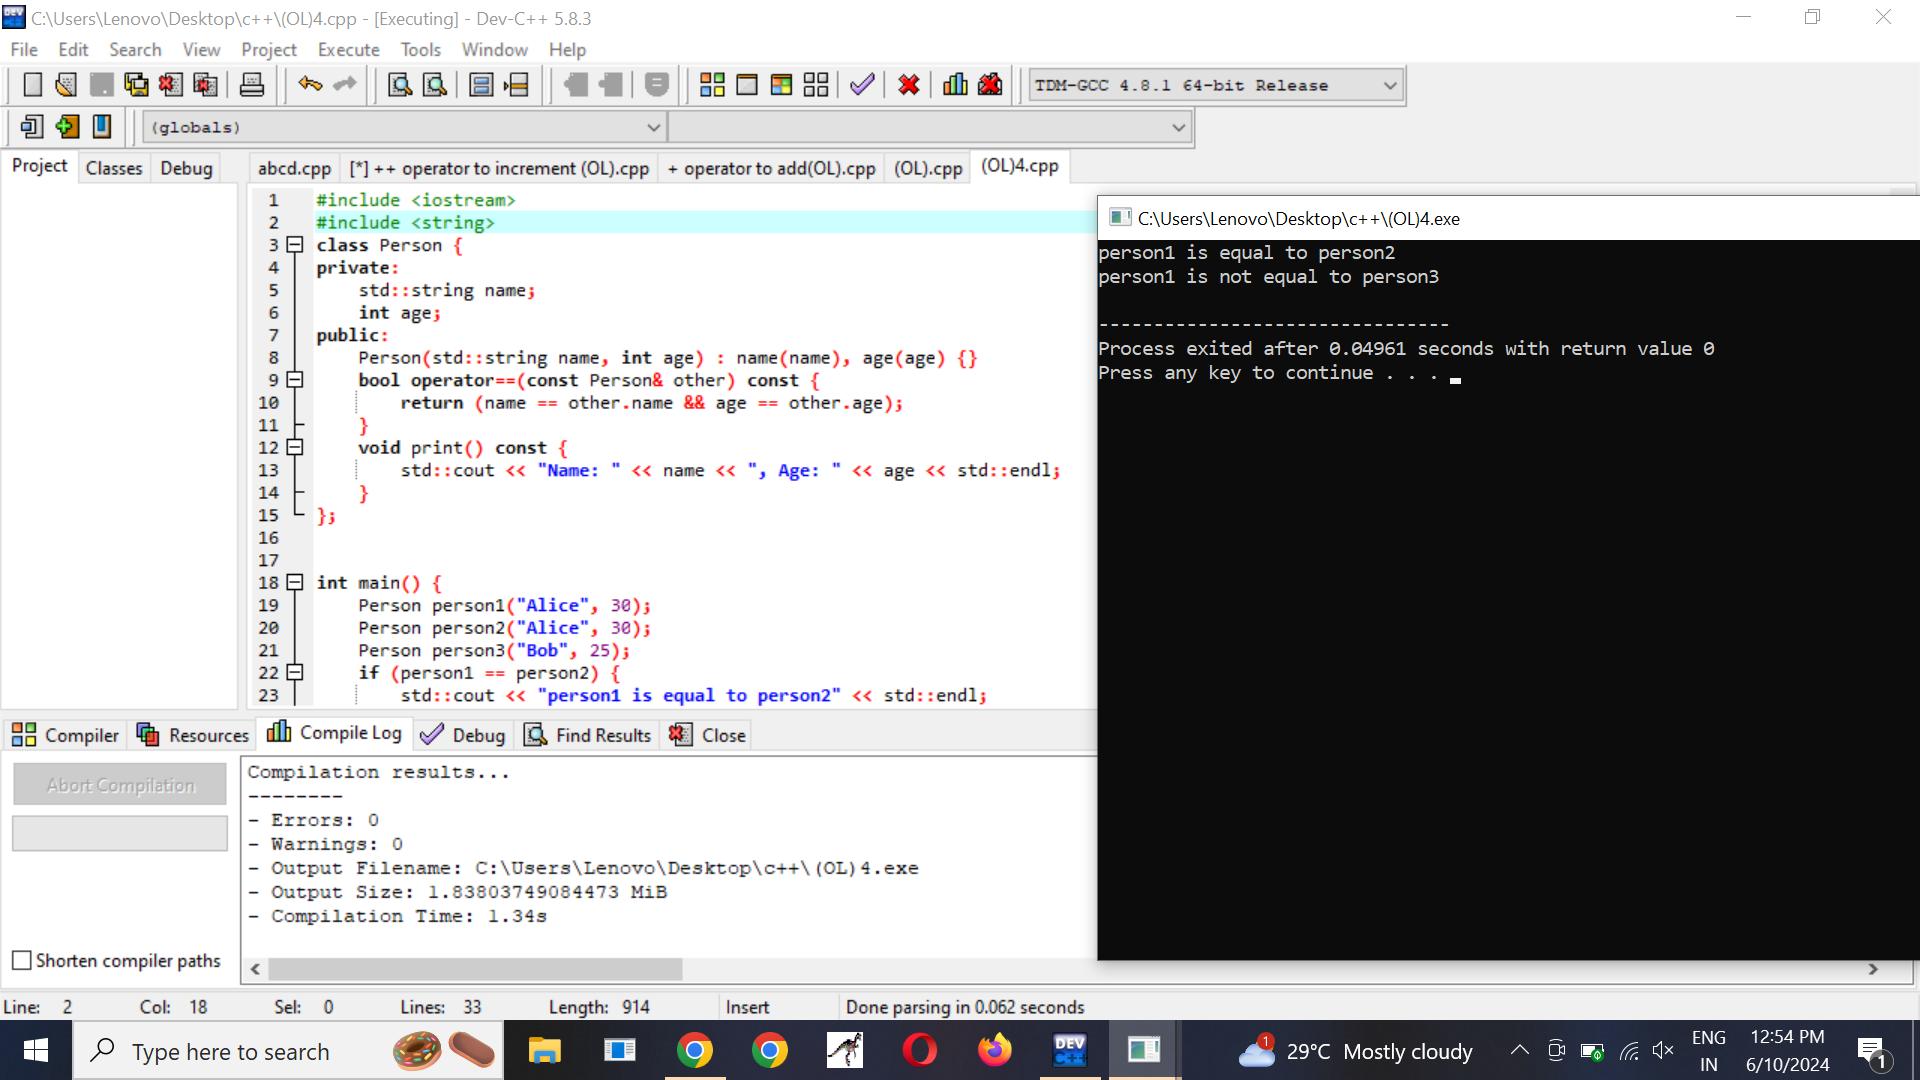 C:\Users\Lenovo\Desktop\c++\(OL)4.cpp - [Executing] - Dev-C++ 5.8.3
File Edit Search View Project Execute Tools Window Help
TDM-GCC 4.8.1 64-bit Release
(globals)
Project Classes Debug
abcd.cpp [*] ++ operator to increment (OL).cpp + operator to add(OL).cpp (OL).cpp (OL)4.cpp
1 #include <iostream>
2 #include <string>
3 class Person {
4 private:
5 std::string name;
6 int age;
7 public:
8 Person(std::string name, int age) : name(name), age(age) {}
9 bool operator==(const Person& other) const {
10 return (name == other.name && age == other.age);
11 }
12 void print() const {
13 std::cout << "Name: " << name << ", Age: " << age << std::endl;
14 }
15 };
16
17
18 int main() {
19 Person person1("Alice", 30);
20 Person person2("Alice", 30);
21 Person person3("Bob", 25);
22 if (person1 == person2) {
23 std::cout << "person1 is equal to person2" << std::endl;
C:\Users\Lenovo\Desktop\c++\(OL)4.exe
person1 is equal to person2
person1 is not equal to person3
--------------------------------
Process exited after 0.04961 seconds with return value 0
Press any key to continue . . .
Compiler Resources Compile Log Debug Find Results Close
Abort Compilation
Shorten compiler paths
Compilation results...
--------
- Errors: 0
- Warnings: 0
- Output Filename: C:\Users\Lenovo\Desktop\c++\(OL)4.exe
- Output Size: 1.83803749084473 MiB
- Compilation Time: 1.34s
Line: 2 Col: 18 Sel: 0 Lines: 33 Length: 914 Insert Done parsing in 0.062 seconds
Type here to search
DEV C++
1
29°C Mostly cloudy
ENG
IN
12:54 PM
6/10/2024
1